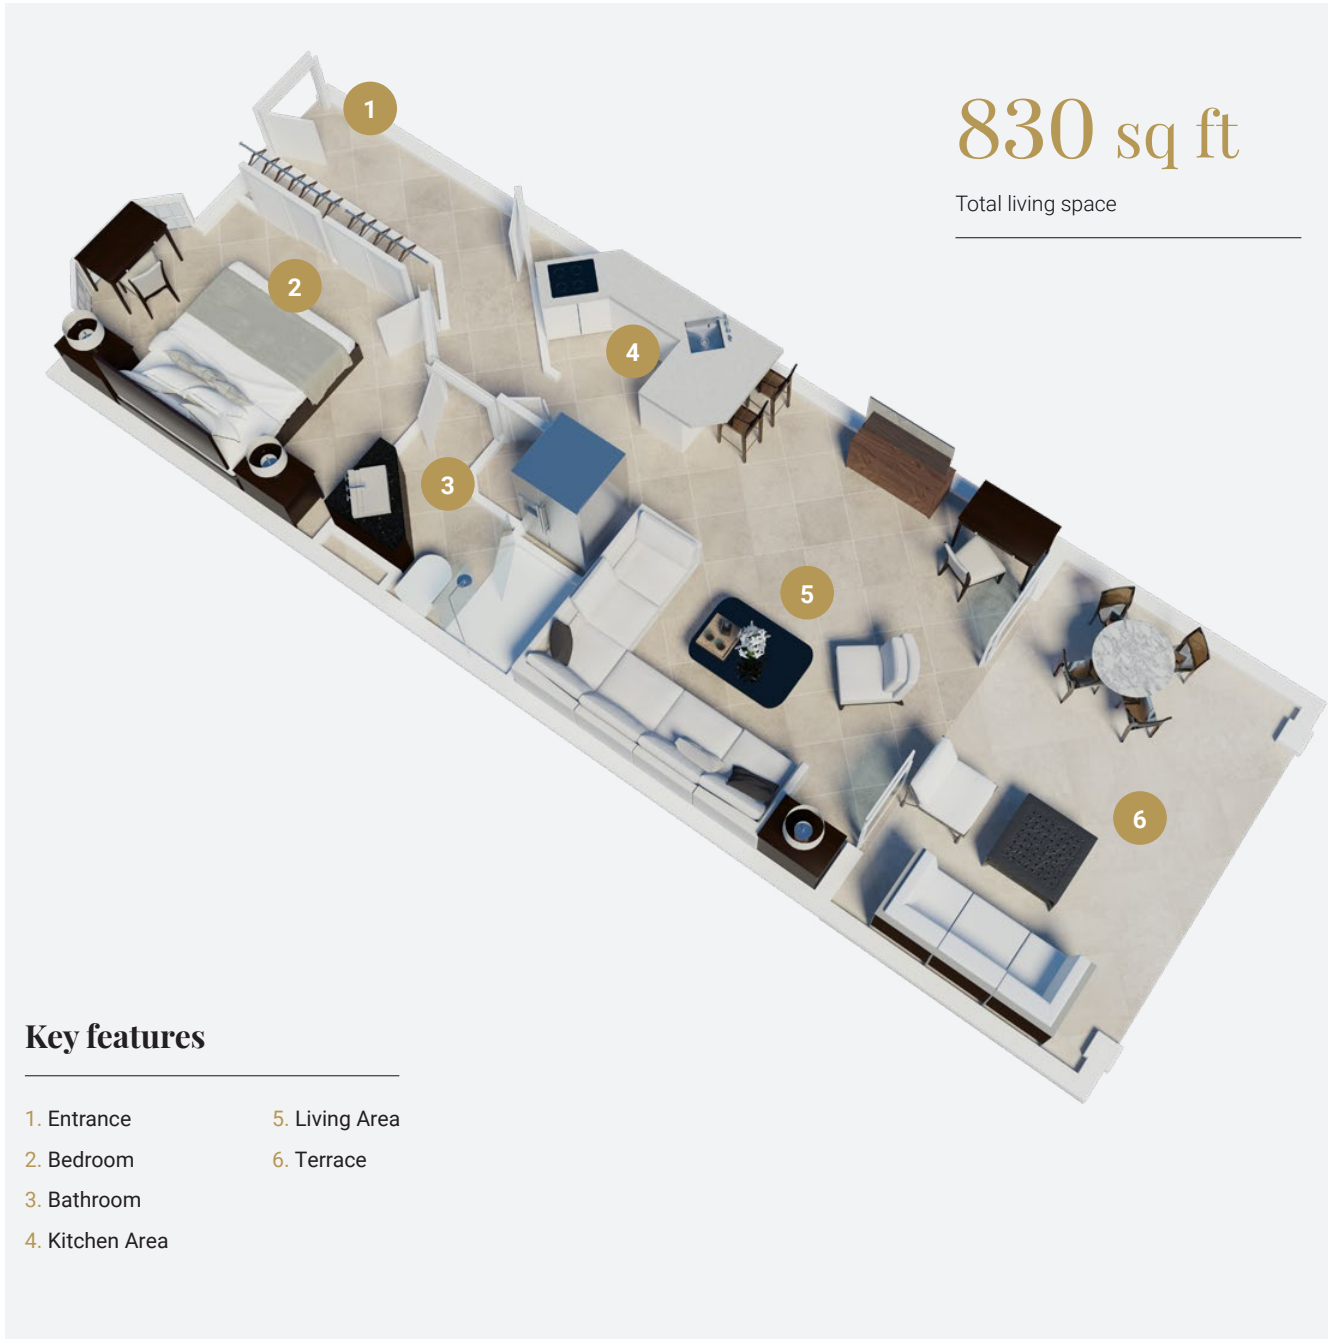 1
830 sq ft
Total living space
2
4
3
5
6
Key features
1. Entrance
2. Bedroom
3. Bathroom
4. Kitchen Area
5. Living Area
6. Terrace